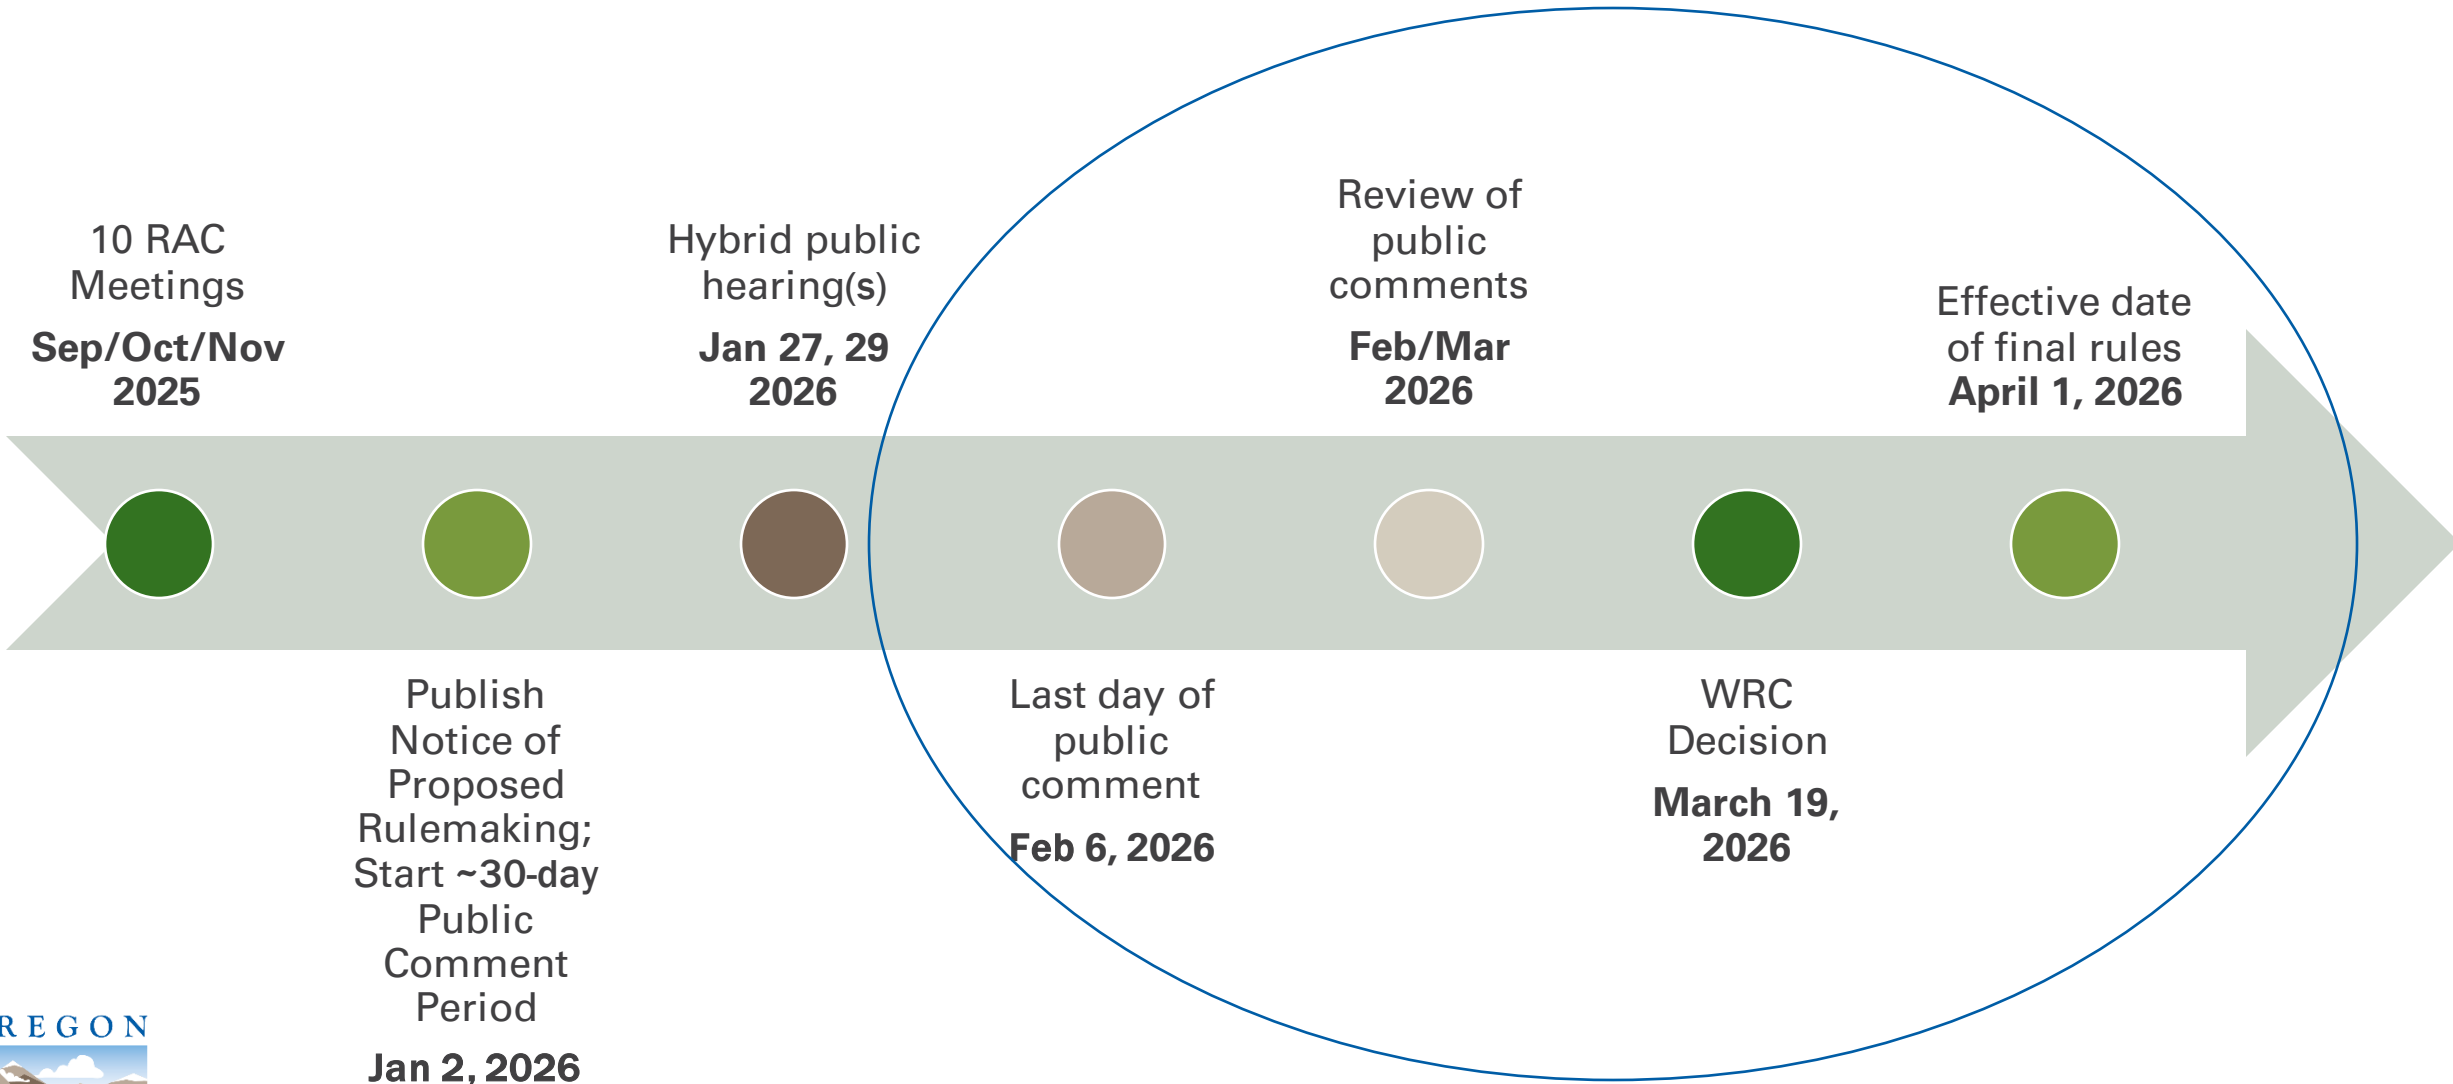 10 RAC
Meetings
Sep/Oct/Nov
2025
Publish
Notice of
Proposed
Rulemaking;
Start ~30-day
Public
Comment
Period
Jan 2, 2026
Hybrid public
hearing(s)
Jan 27, 29
2026
Last day of
public
comment
Feb 6, 2026
Review of
public
comments
Feb/Mar
2026
WRC
Decision
March 19,
2026
Effective date
of final rules
April 1, 2026
REGON